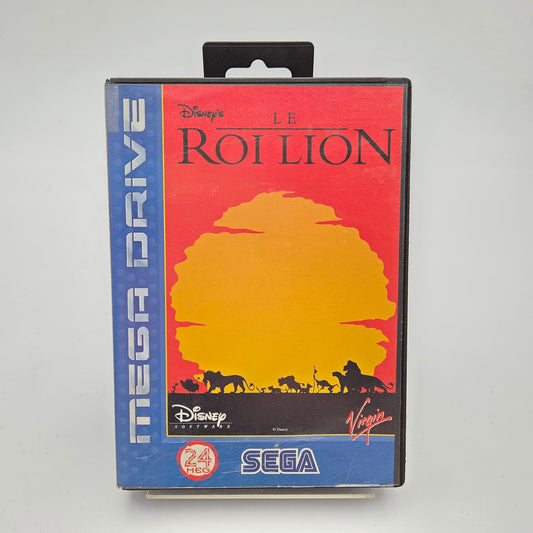 MEGA DRIVE
Disney's
LE
ROI LION
Disney
SOFTWARE
© Disney
Virgin
24
MEG
SEGA